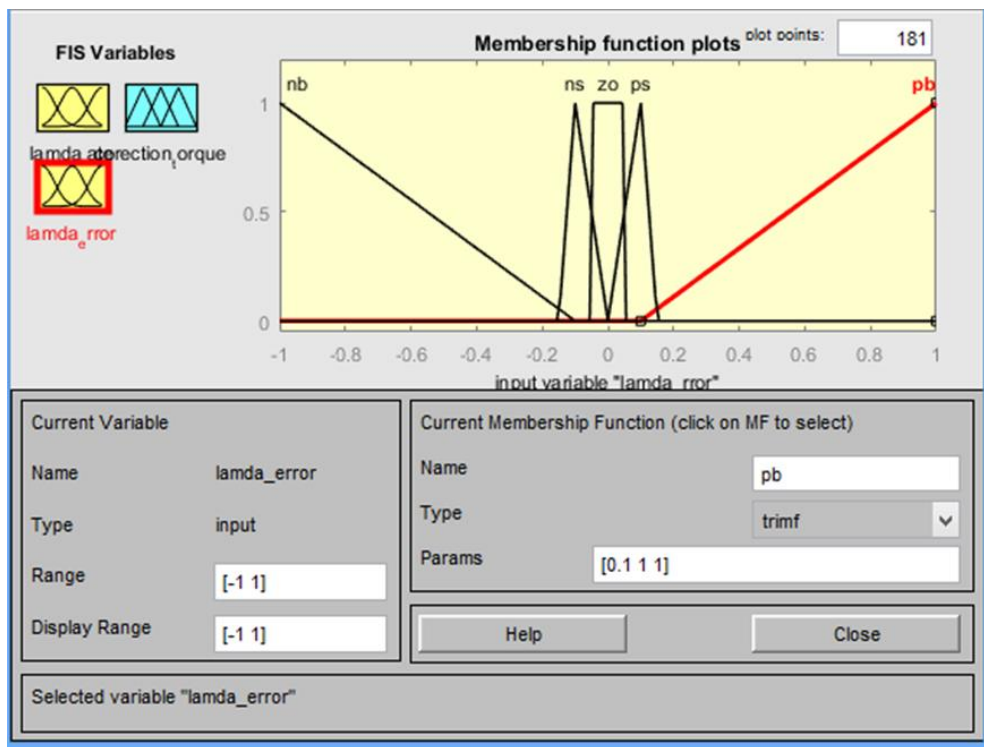 FIS Variables
Membership function plots
plot points:
181
nb
ns
zo
ps
pb
1
0.5
0
-1
-0.8
-0.6
-0.4
-0.2
0
0.2
0.4
0.6
0.8
1
input variable "lamda_rror"
lamda
corection_torque
lamda_error
Current Variable
Name
lamda_error
Type
input
Range
[-1 1]
Display Range
[-1 1]
Current Membership Function (click on MF to select)
Name
pb
Type
trimf
Params
[0.1 1 1]
Help
Close
Selected variable "lamda_error"